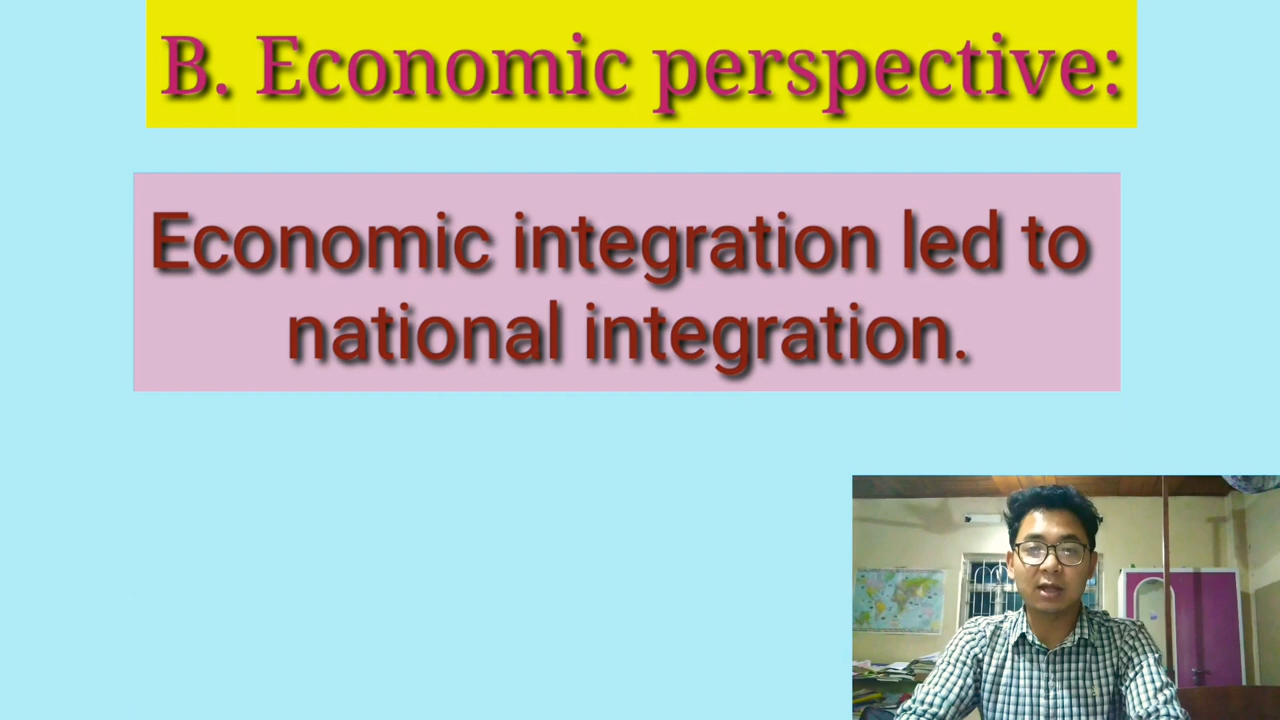 B. Economic perspective:
Economic integration led to
national integration.